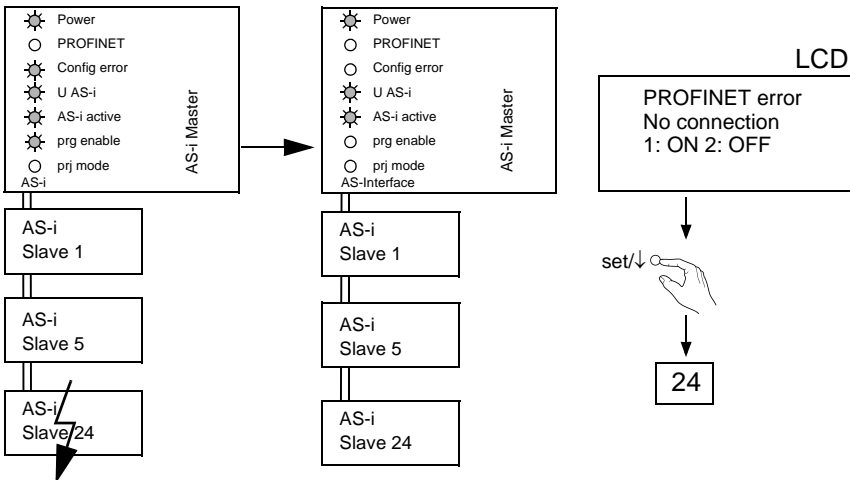 Power
PROFINET
Config error
U AS-i
AS-i active
prg enable
prj mode
AS-i
AS-i Master
AS-i
Slave 1
AS-i
Slave 5
AS-i
Slave 24
Power
PROFINET
Config error
U AS-i
AS-i active
prg enable
prj mode
AS-Interface
AS-i Master
AS-i
Slave 1
AS-i
Slave 5
AS-i
Slave 24
LCD
PROFINET error
No connection
1: ON 2: OFF
set/↓
24